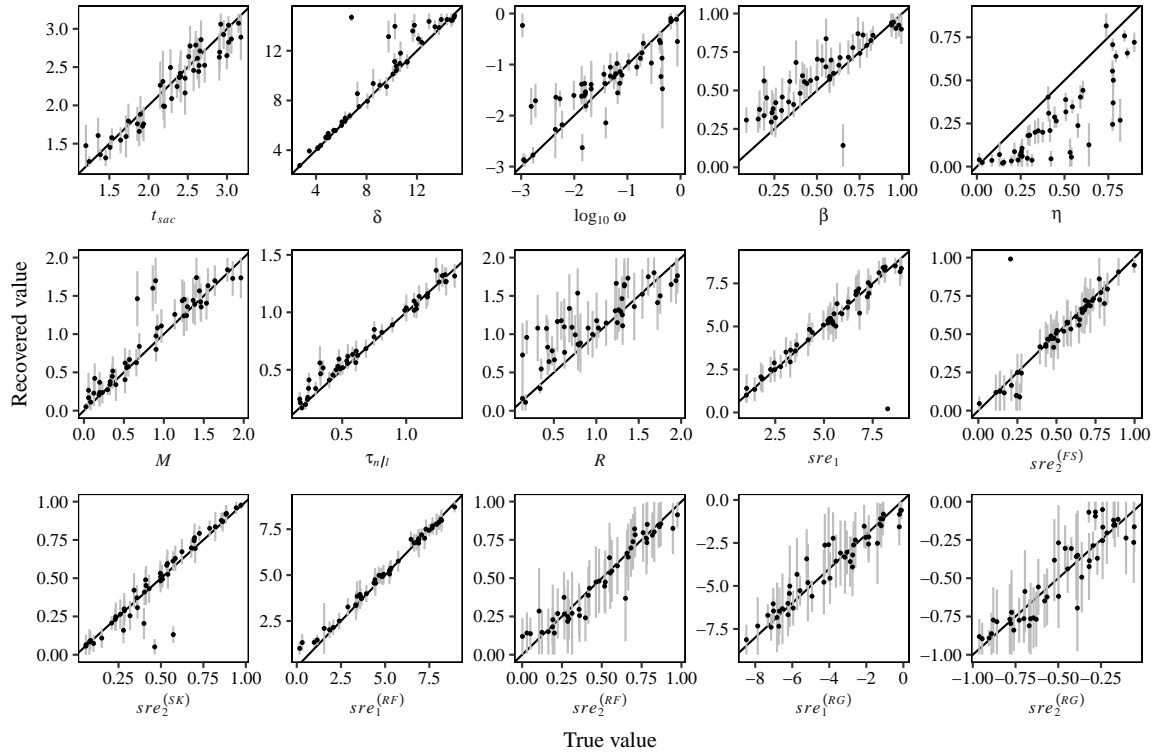 3.0
2.5
2.0
1.5
1.5 2.0 2.5 3.0
t_sac
12
8
4
4 8 12
δ
0
−1
−2
−3
−3 −2 −1 0
log₁₀ ω
1.00
0.75
0.50
0.25
0.00
0.25 0.50 0.75 1.00
β
0.75
0.50
0.25
0.00
0.00 0.25 0.50 0.75
η
Recovered value
2.0
1.5
1.0
0.5
0.0
0.0 0.5 1.0 1.5 2.0
M
1.5
1.0
0.5
0.5 1.0
τ_n/l
2.0
1.5
1.0
0.5
0.0
0.5 1.0 1.5 2.0
R
7.5
5.0
2.5
0.0
2.5 5.0 7.5
sre₁
1.00
0.75
0.50
0.25
0.00
0.00 0.25 0.50 0.75 1.00
sre₂^(FS)
1.00
0.75
0.50
0.25
0.00
0.25 0.50 0.75 1.00
sre₂^(SK)
7.5
5.0
2.5
0.0 2.5 5.0 7.5
sre₁^(RF)
1.00
0.75
0.50
0.25
0.00
0.00 0.25 0.50 0.75 1.00
sre₂^(RF)
0.0
−2.5
−5.0
−7.5
−8 −6 −4 −2 0
sre₁^(RG)
0.00
−0.25
−0.50
−0.75
−1.00
−1.00 −0.75 −0.50 −0.25
sre₂^(RG)
True value